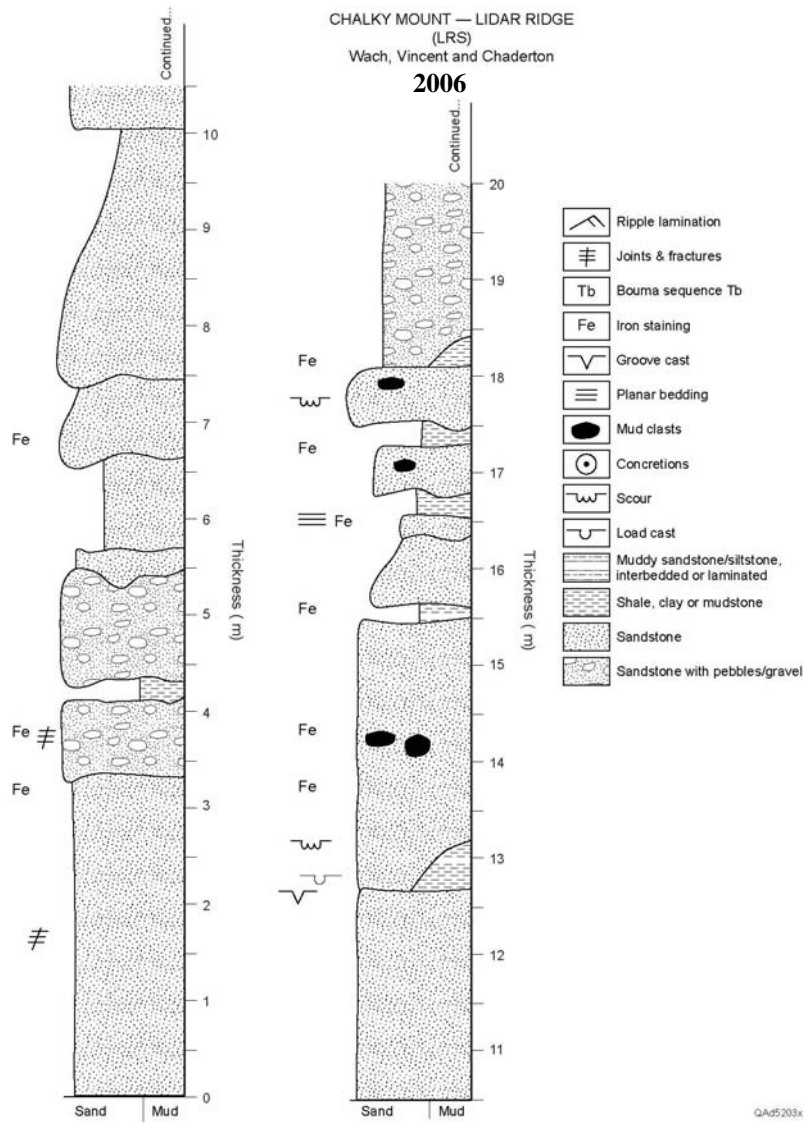 CHALKY MOUNT — LIDAR RIDGE
(LRS)
Wach, Vincent and Chaderton
2006
Continued...
10
9
8
7
Fe
6
5
4
Fe
Fe
3
2
1
0
Thickness ( m)
Sand
Mud
Continued...
20
19
Fe
18
Fe
17
Fe
16
Fe
15
Fe
14
Fe
13
12
11
Thickness ( m)
Sand
Mud
Ripple lamination
Joints & fractures
Tb Bouma sequence Tb
Fe Iron staining
Groove cast
Planar bedding
Mud clasts
Concretions
Scour
Load cast
Muddy sandstone/siltstone,
interbedded or laminated
Shale, clay or mudstone
Sandstone
Sandstone with pebbles/gravel
QAd5203x